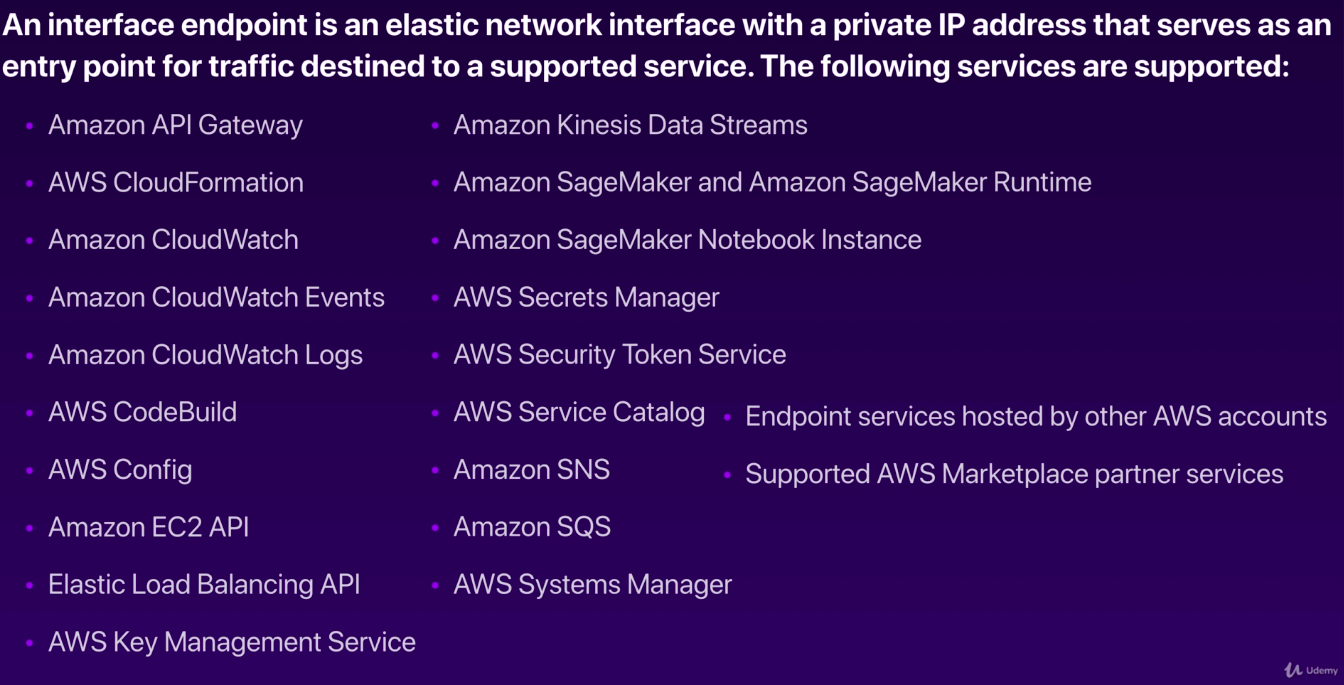 An interface endpoint is an elastic network interface with a private IP address that serves as an
entry point for traffic destined to a supported service. The following services are supported:
• Amazon API Gateway
• AWS CloudFormation
• Amazon CloudWatch
• Amazon CloudWatch Events
• Amazon CloudWatch Logs
• AWS CodeBuild
• AWS Config
• Amazon EC2 API
• Elastic Load Balancing API
• AWS Key Management Service
• Amazon Kinesis Data Streams
• Amazon SageMaker and Amazon SageMaker Runtime
• Amazon SageMaker Notebook Instance
• AWS Secrets Manager
• AWS Security Token Service
• AWS Service Catalog
• Amazon SNS
• Amazon SQS
• AWS Systems Manager
• Endpoint services hosted by other AWS accounts
• Supported AWS Marketplace partner services
Udemy